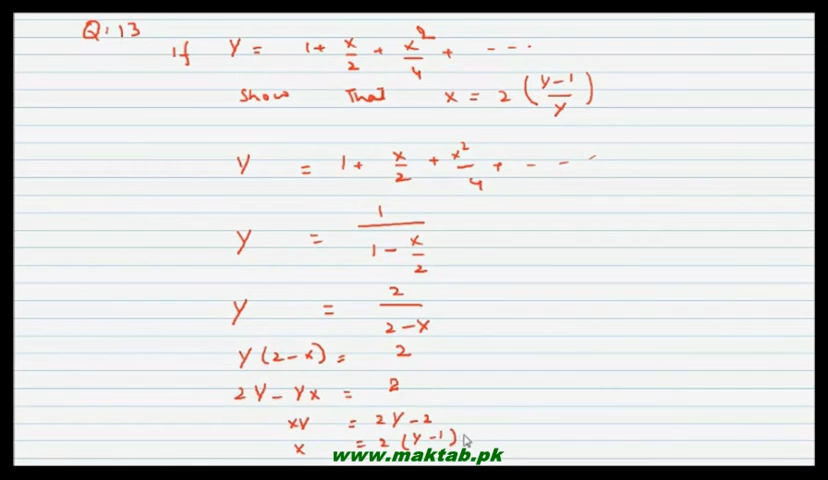 Q:13
If Y = 1 + x/2 + x²/4 + - - - .
Show That x = 2 (Y-1/Y)
Y = 1 + x/2 + x²/4 + - - -
Y = 1/(1 - x/2)
Y = 2/(2-x)
Y (2-x) = 2
2Y - Yx = 2
xY = 2Y - 2
x = 2 (Y-1)
www.maktab.pk